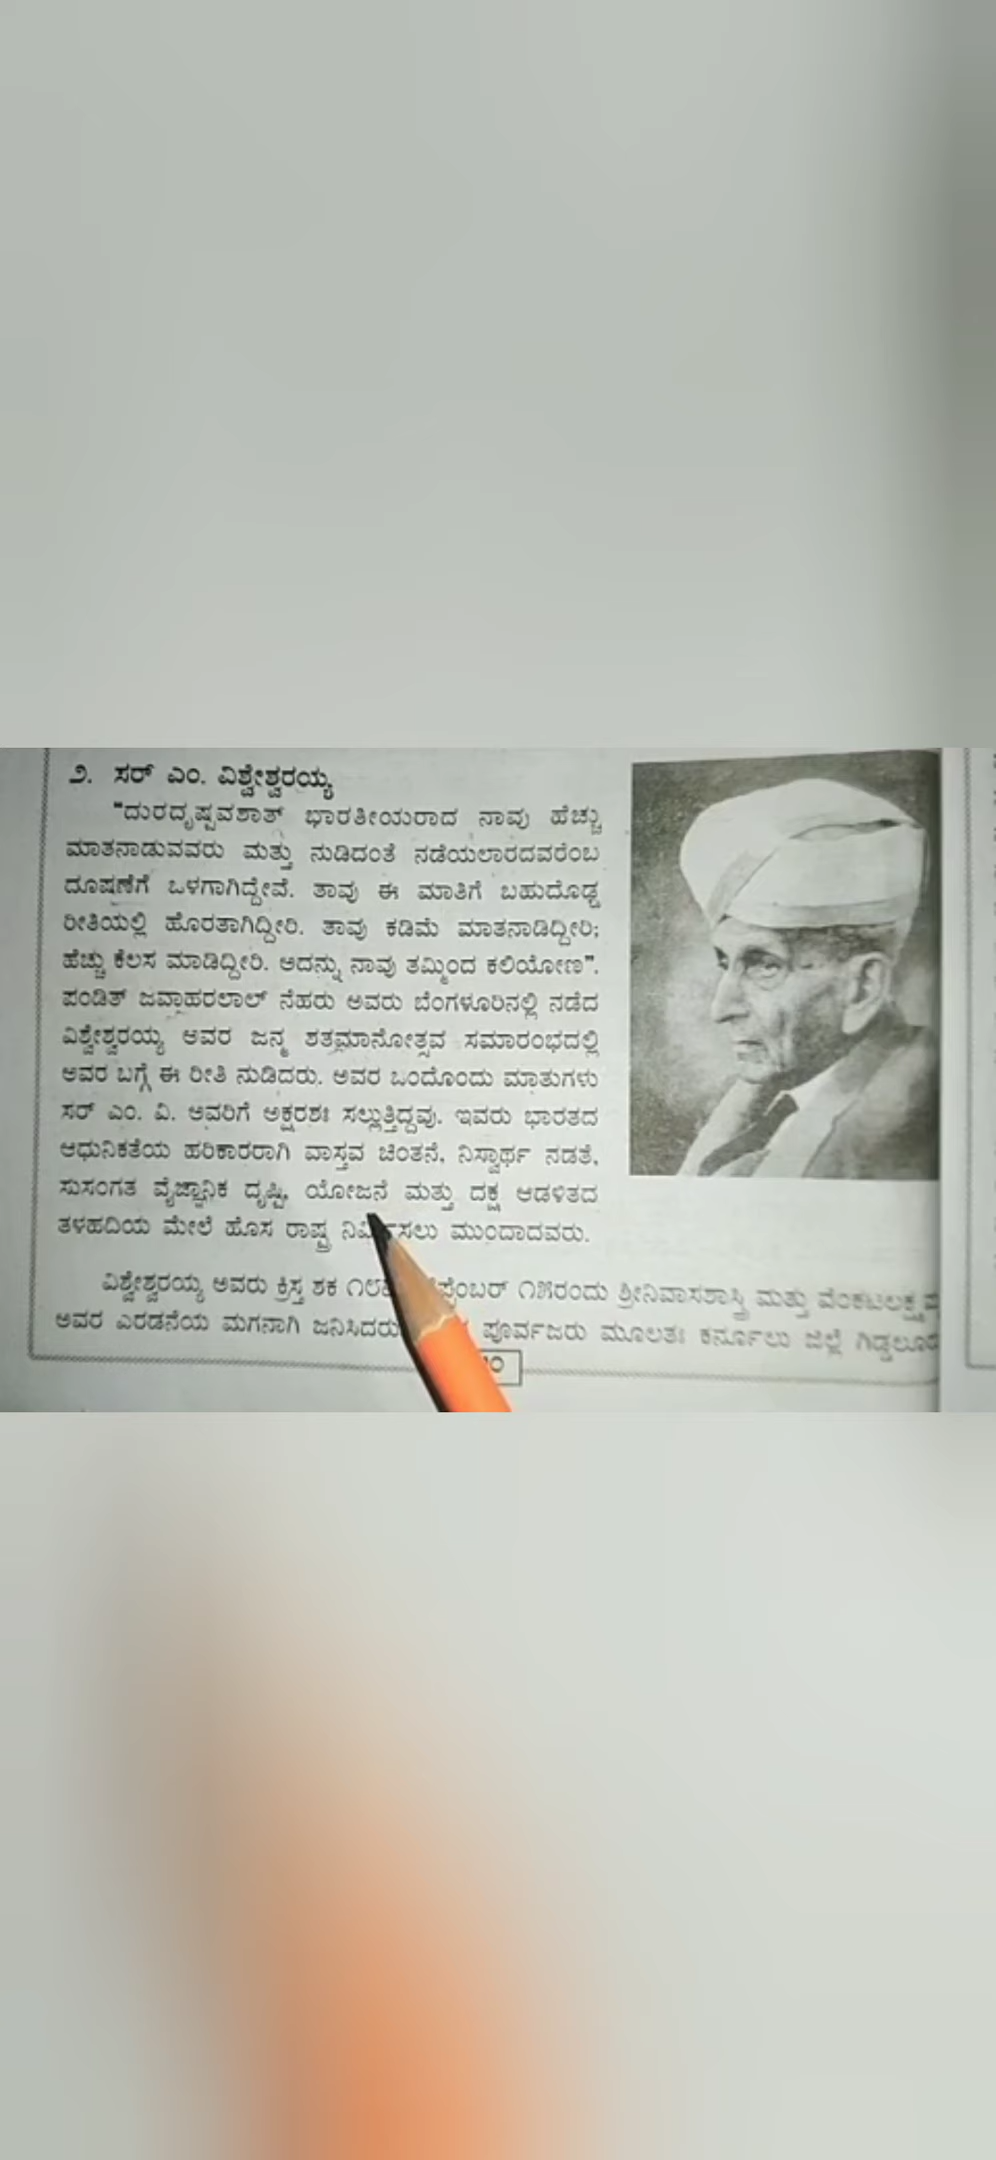 ೨. ಸರ್ ಎಂ. ವಿಶ್ವೇಶ್ವರಯ್ಯ
“ದುರದೃಷ್ಟವಶಾತ್ ಭಾರತೀಯರಾದ ನಾವು ಹೆಚ್ಚು
ಮಾತನಾಡುವವರು ಮತ್ತು ನುಡಿದಂತೆ ನಡೆಯಲಾರದವರೆಂಬ
ದೂಷಣೆಗೆ ಒಳಗಾಗಿದ್ದೇವೆ. ತಾವು ಈ ಮಾತಿಗೆ ಬಹುದೊಡ್ಡ
ರೀತಿಯಲ್ಲಿ ಹೊರತಾಗಿದ್ದೀರಿ. ತಾವು ಕಡಿಮೆ ಮಾತನಾಡಿದ್ದೀರಿ;
ಹೆಚ್ಚು ಕೆಲಸ ಮಾಡಿದ್ದೀರಿ. ಅದನ್ನು ನಾವು ತಮ್ಮಿಂದ ಕಲಿಯೋಣ”.
ಪಂಡಿತ್ ಜವಾಹರಲಾಲ್ ನೆಹರು ಅವರು ಬೆಂಗಳೂರಿನಲ್ಲಿ ನಡೆದ
ವಿಶ್ವೇಶ್ವರಯ್ಯ ಅವರ ಜನ್ಮ ಶತಮಾನೋತ್ಸವ ಸಮಾರಂಭದಲ್ಲಿ
ಅವರ ಬಗ್ಗೆ ಈ ರೀತಿ ನುಡಿದರು. ಅವರ ಒಂದೊಂದು ಮಾತುಗಳು
ಸರ್ ಎಂ. ವಿ. ಅವರಿಗೆ ಅಕ್ಷರಶಃ ಸಲ್ಲುತ್ತಿದ್ದವು. ಇವರು ಭಾರತದ
ಆಧುನಿಕತೆಯ ಹರಿಕಾರರಾಗಿ ವಾಸ್ತವ ಚಿಂತನೆ, ನಿಸ್ವಾರ್ಥ ನಡತೆ,
ಸುಸಂಗತ ವೈಜ್ಞಾನಿಕ ದೃಷ್ಟಿ, ಯೋಜನೆ ಮತ್ತು ದಕ್ಷ ಆಡಳಿತದ
ತಳಹದಿಯ ಮೇಲೆ ಹೊಸ ರಾಷ್ಟ್ರ ಮುಂದಾದವರು.
ವಿಶ್ವೇಶ್ವರಯ್ಯ ಅವರು ಕ್ರಿಸ್ತ ಶಕ ೧೫ರಂದು ಶ್ರೀನಿವಾಸಶಾಸ್ತ್ರಿ ಮತ್ತು
ಅವರ ಎರಡನೆಯ ಮಗನಾಗಿ ಜನಿಸಿದರು ಪೂರ್ವಜರು ಮೂಲತಃ ಕರ್ನೂಲು ಜಿಲ್ಲೆ